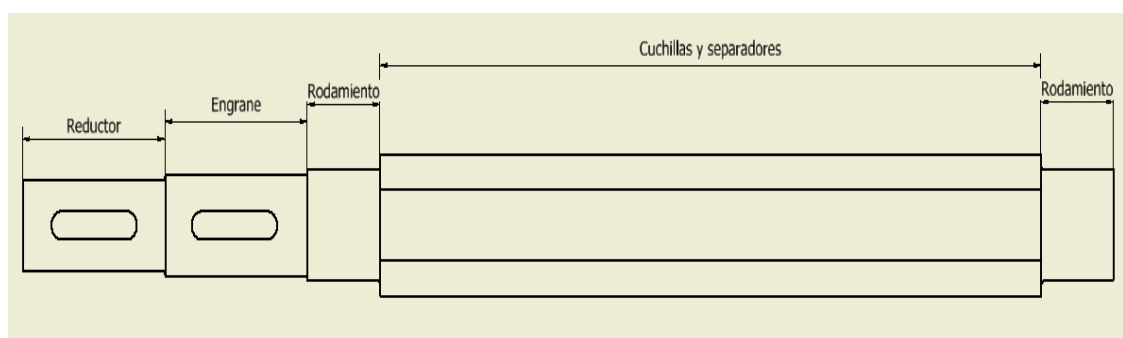 Cuchillas y separadores
Rodamiento
Rodamiento
Engrane
Reductor